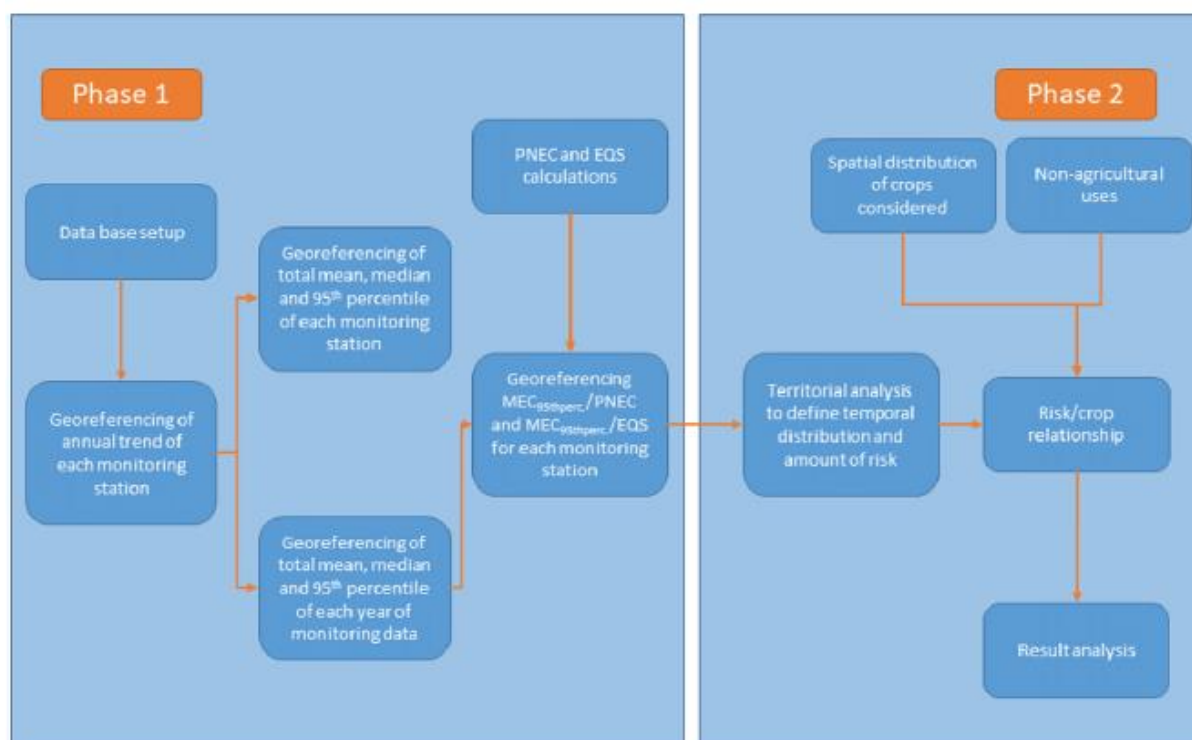 Phase 1
Data base setup
Georeferencing of
annual trend of
each monitoring
station
Georeferencing of
total mean, median
and 95th percentile
of each monitoring
station
Georeferencing of
total mean, median
and 95th percentile
of each year of
monitoring data
PNEC and EQS
calculations
Georeferencing
MEC95thperc./PNEC
and MEC95thperc./EQS
for each monitoring
station
Phase 2
Spatial distribution
of crops
considered
Non-agricultural
uses
Territorial analysis
to define temporal
distribution and
amount of risk
Risk/crop
relationship
Result analysis